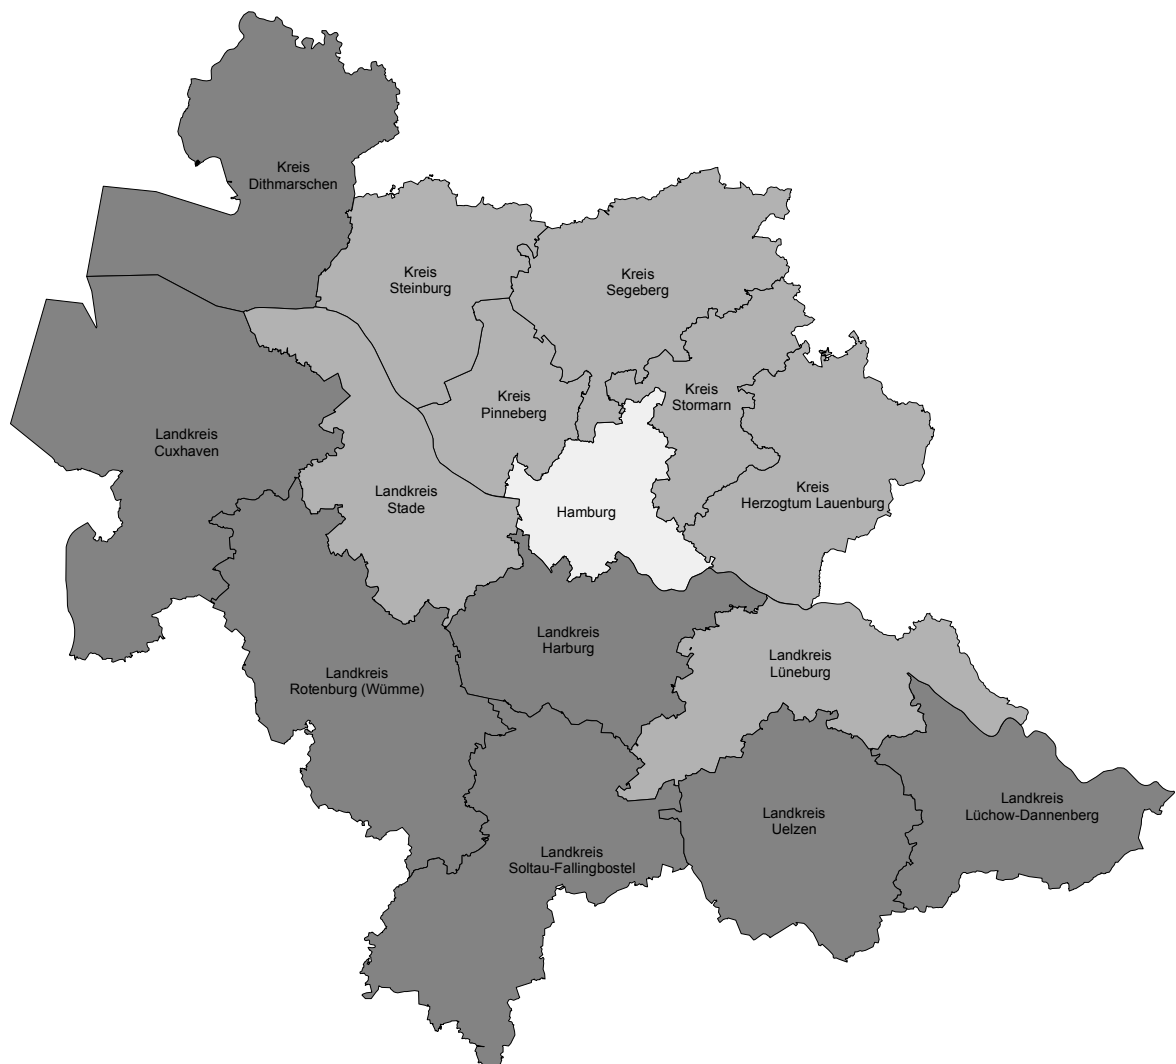 Kreis
Dithmarschen
Kreis
Steinburg
Kreis
Segeberg
Kreis
Pinneberg
Kreis
Stormarn
Landkreis
Cuxhaven
Landkreis
Stade
Hamburg
Kreis
Herzogtum Lauenburg
Landkreis
Harburg
Landkreis
Lüneburg
Landkreis
Rotenburg (Wümme)
Landkreis
Uelzen
Landkreis
Lüchow-Dannenberg
Landkreis
Soltau-Fallingbostel